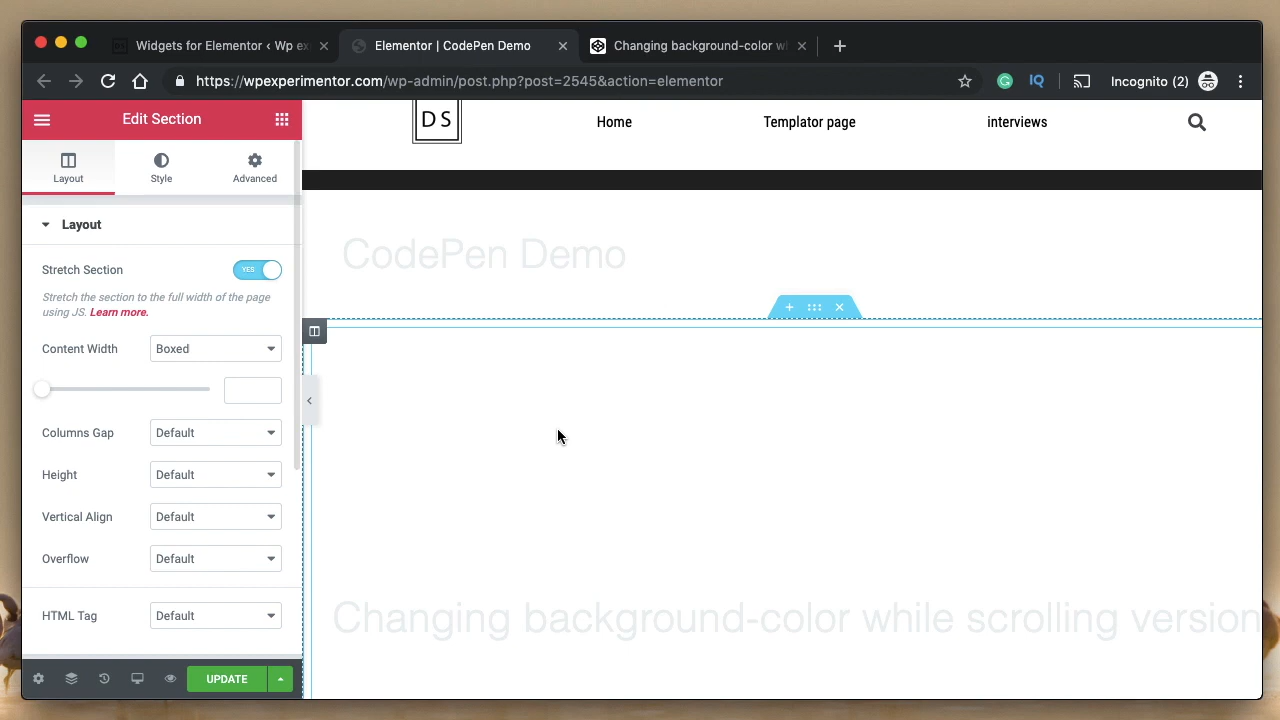 Widgets for Elementor ‹ Wp ex
Elementor | CodePen Demo
Changing background-color w
https://wpexperimentor.com/wp-admin/post.php?post=2545&action=elementor
IQ
Incognito (2)
Edit Section
DS
Home
Templator page
interviews
Layout
Style
Advanced
Layout
CodePen Demo
Stretch Section
YES
Stretch the section to the full width of the page
using JS. Learn more.
Content Width
Boxed
Columns Gap
Default
Height
Default
Vertical Align
Default
Overflow
Default
HTML Tag
Default
Changing background-color while scrolling version
UPDATE